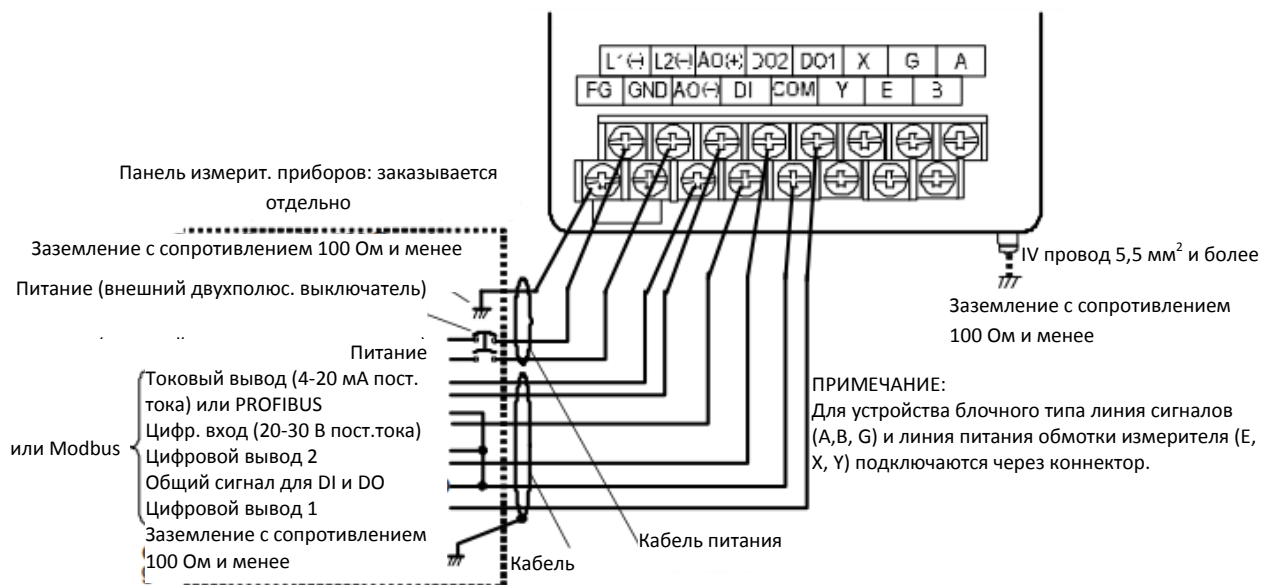 L1(-) L2(-) AO(+) DO2 DO1 X G A
FG GND AO(-) DI COM Y E B
Панель измерит. приборов: заказывается
отдельно
Заземление с сопротивлением 100 Ом и менее
Питание (внешний двухполюс. выключатель)
Питание
Токовый вывод (4-20 мА пост.
тока) или PROFIBUS
Цифр. вход (20-30 В пост.тока)
или Modbus
Цифровой вывод 2
Общий сигнал для DI и DO
Цифровой вывод 1
Заземление с сопротивлением
100 Ом и менее
Кабель
Кабель питания
IV провод 5,5 мм² и более
Заземление с сопротивлением
100 Ом и менее
ПРИМЕЧАНИЕ:
Для устройства блочного типа линия сигналов
(A,B, G) и линия питания обмотки измерителя (E,
X, Y) подключаются через коннектор.